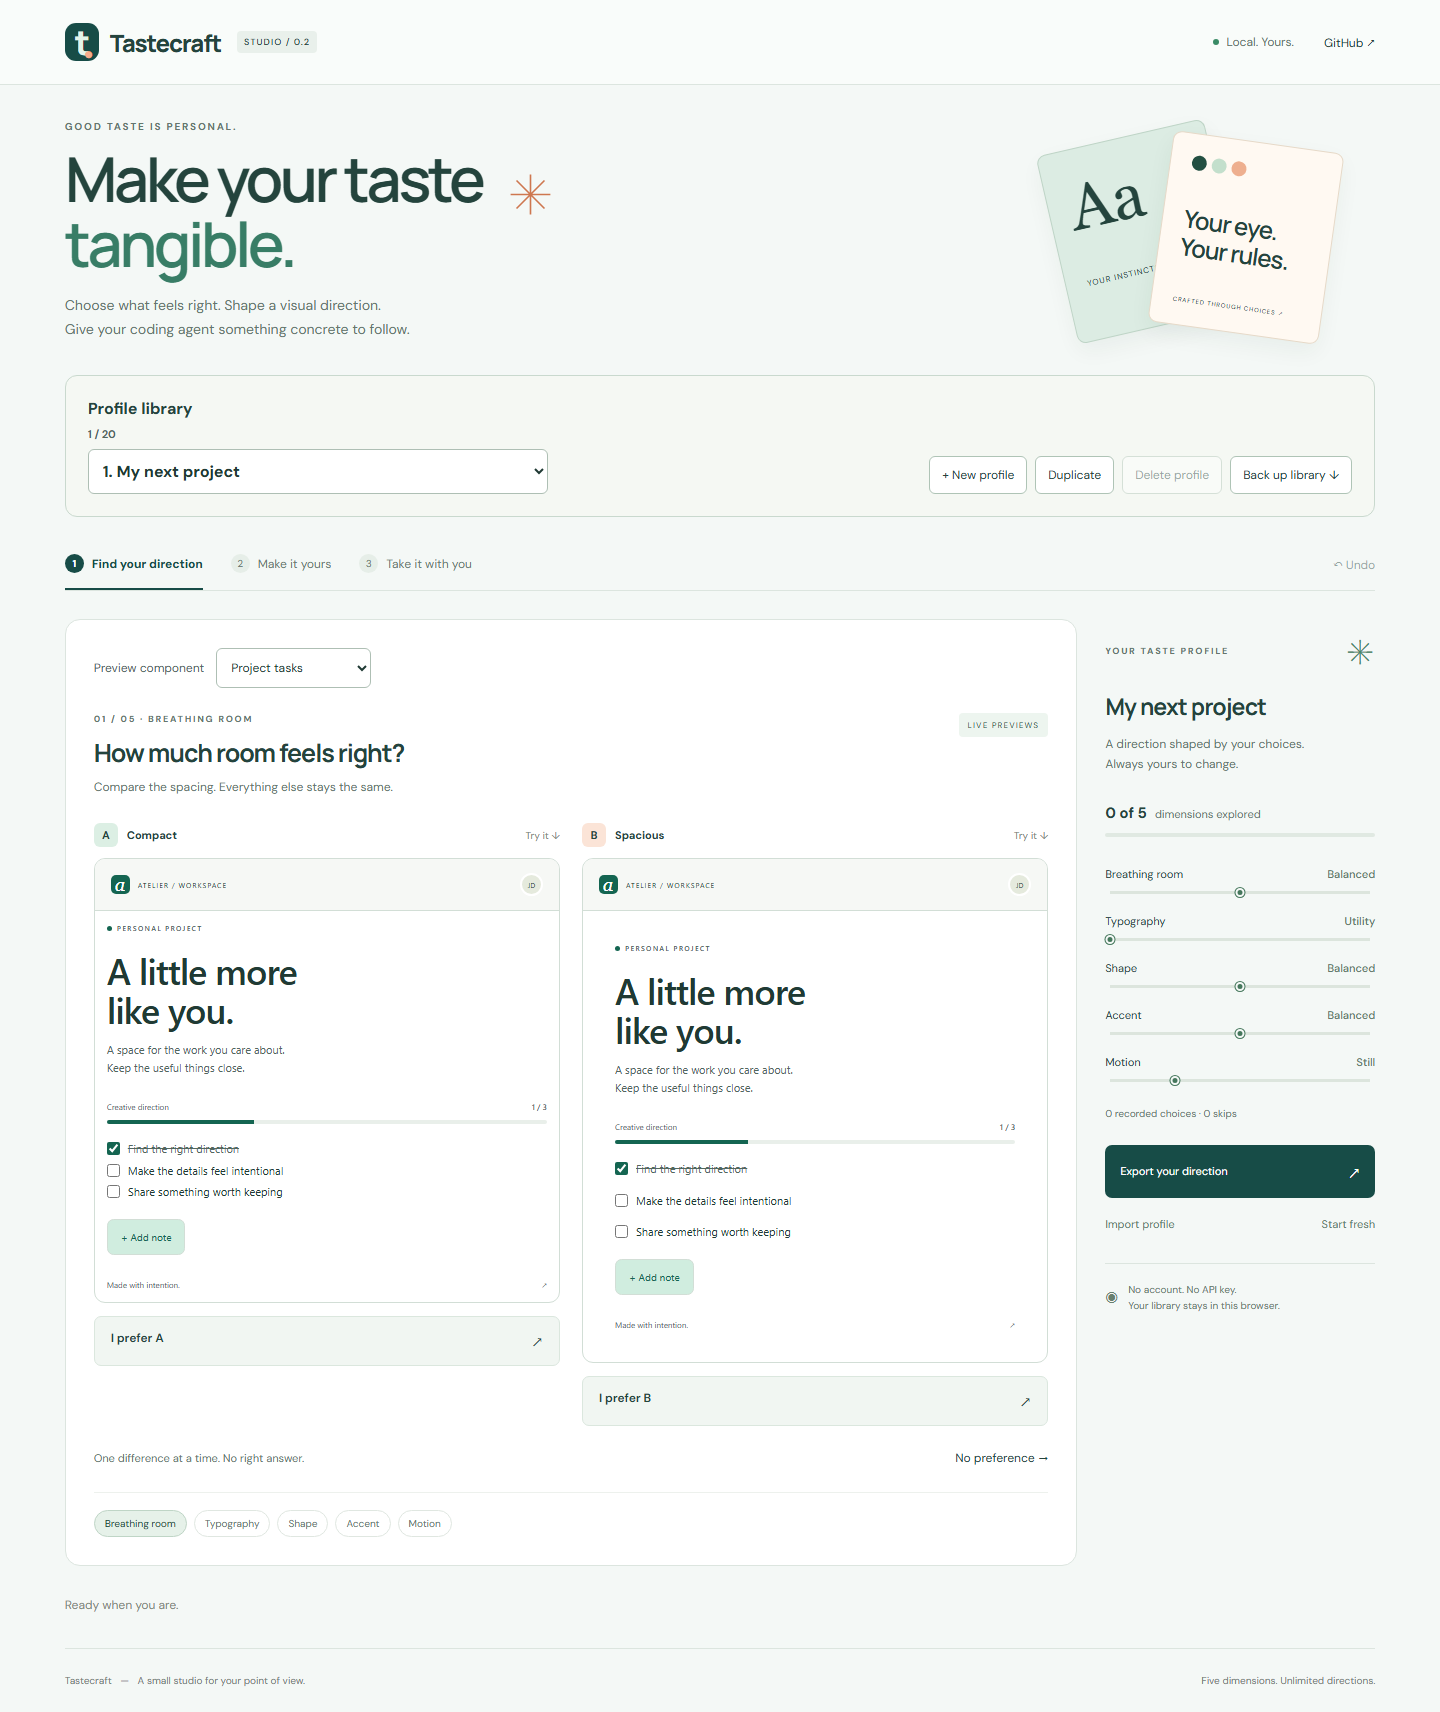 t Tastecraft STUDIO / 0.2
Local. Yours. GitHub ↗
GOOD TASTE IS PERSONAL.
Make your taste
tangible.
Choose what feels right. Shape a visual direction.
Give your coding agent something concrete to follow.
Aa
YOUR INSTINCT
Your eye.
Your rules.
CRAFTED THROUGH CHOICES ↗
Profile library
1 / 20
1. My next project
+ New profile
Duplicate
Delete profile
Back up library ↓
1 Find your direction
2 Make it yours
3 Take it with you
↶ Undo
Preview component
Project tasks
01 / 05 · BREATHING ROOM
LIVE PREVIEWS
How much room feels right?
Compare the spacing. Everything else stays the same.
A Compact Try it ↓
a ATELIER / WORKSPACE JD
PERSONAL PROJECT
A little more
like you.
A space for the work you care about.
Keep the useful things close.
Creative direction 1 / 3
Find the right direction
Make the details feel intentional
Share something worth keeping
+ Add note
Made with intention. ↗
I prefer A ↗
B Spacious Try it ↓
a ATELIER / WORKSPACE JD
PERSONAL PROJECT
A little more
like you.
A space for the work you care about.
Keep the useful things close.
Creative direction 1 / 3
Find the right direction
Make the details feel intentional
Share something worth keeping
+ Add note
Made with intention. ↗
I prefer B ↗
One difference at a time. No right answer.
No preference →
Breathing room
Typography
Shape
Accent
Motion
YOUR TASTE PROFILE
My next project
A direction shaped by your choices.
Always yours to change.
0 of 5 dimensions explored
Breathing room Balanced
Typography Utility
Shape Balanced
Accent Balanced
Motion Still
0 recorded choices · 0 skips
Export your direction ↗
Import profile Start fresh
No account. No API key.
Your library stays in this browser.
Ready when you are.
Tastecraft — A small studio for your point of view.
Five dimensions. Unlimited directions.